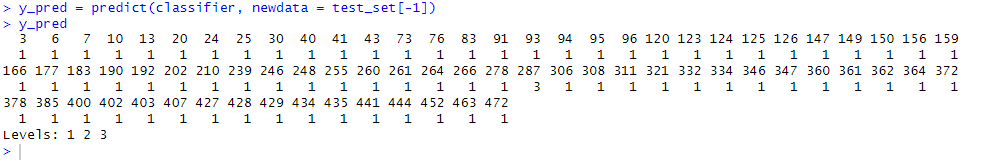 > y_pred = predict(classifier, newdata = test_set[-1])
> y_pred
3 6 7 10 13 20 24 25 30 40 41 43 73 76 83 91 93 94 95 96 120 123 124 125 126 147 149 150 156 159
1 1 1 1 1 1 1 1 1 1 1 1 1 1 1 1 1 1 1 1 1 1 1 1 1 1 1 1 1 1
166 177 183 190 192 202 210 239 246 248 255 260 261 264 266 278 287 306 308 311 321 332 334 346 347 360 361 362 364 372
1 1 1 1 1 1 1 1 1 1 1 1 1 1 1 1 3 1 1 1 1 1 1 1 1 1 1 1 1 1
378 385 400 402 403 407 427 428 429 434 435 441 444 452 463 472
1 1 1 1 1 1 1 1 1 1 1 1 1 1 1 1
Levels: 1 2 3
>